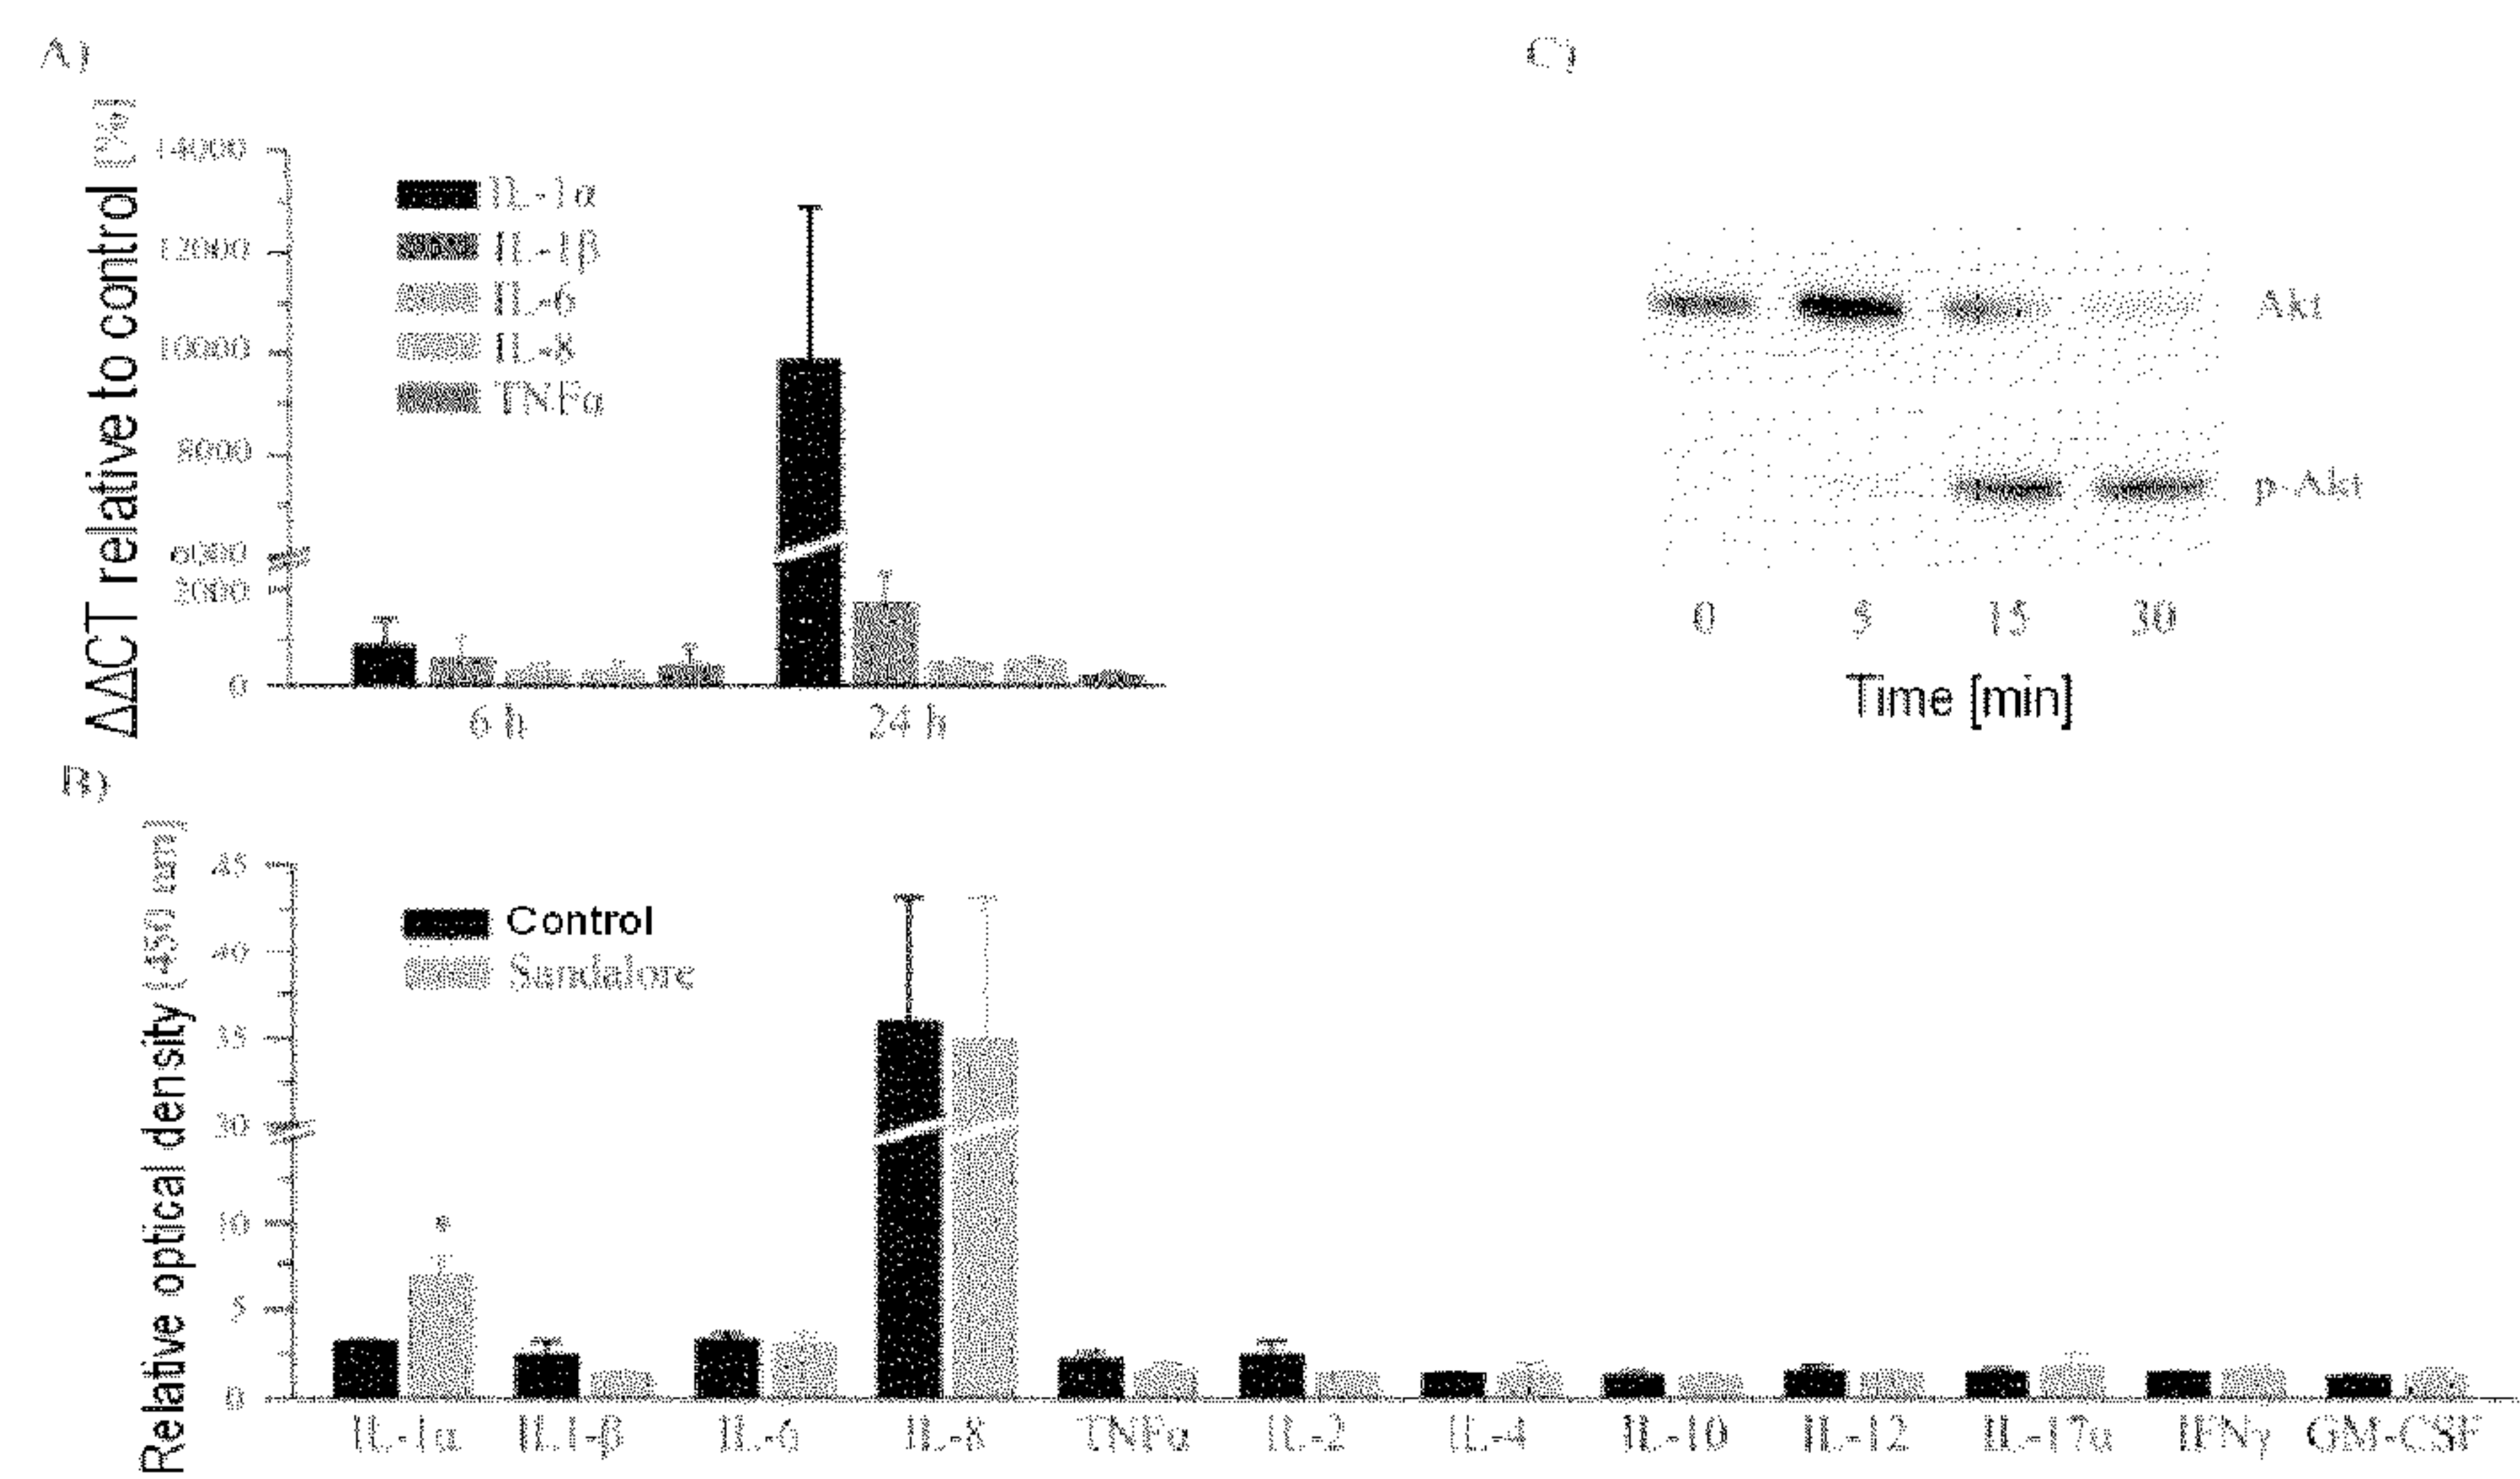 A)
ΔΔCT relative to control [%]
14000
12000
10000
8000
6000
2000
0
IL-1α
IL-1β
IL-6
IL-8
TNFα
6 h
24 h
C)
Akt
p-Akt
0
5
15
30
Time [min]
B)
Relative optical density [450 nm]
45
40
35
30
10
5
0
Control
Sandalore
*
IL-1α
IL1-β
IL-6
IL-8
TNFα
IL-2
IL-4
IL-10
IL-12
IL-17α
IFNγ
GM-CSF